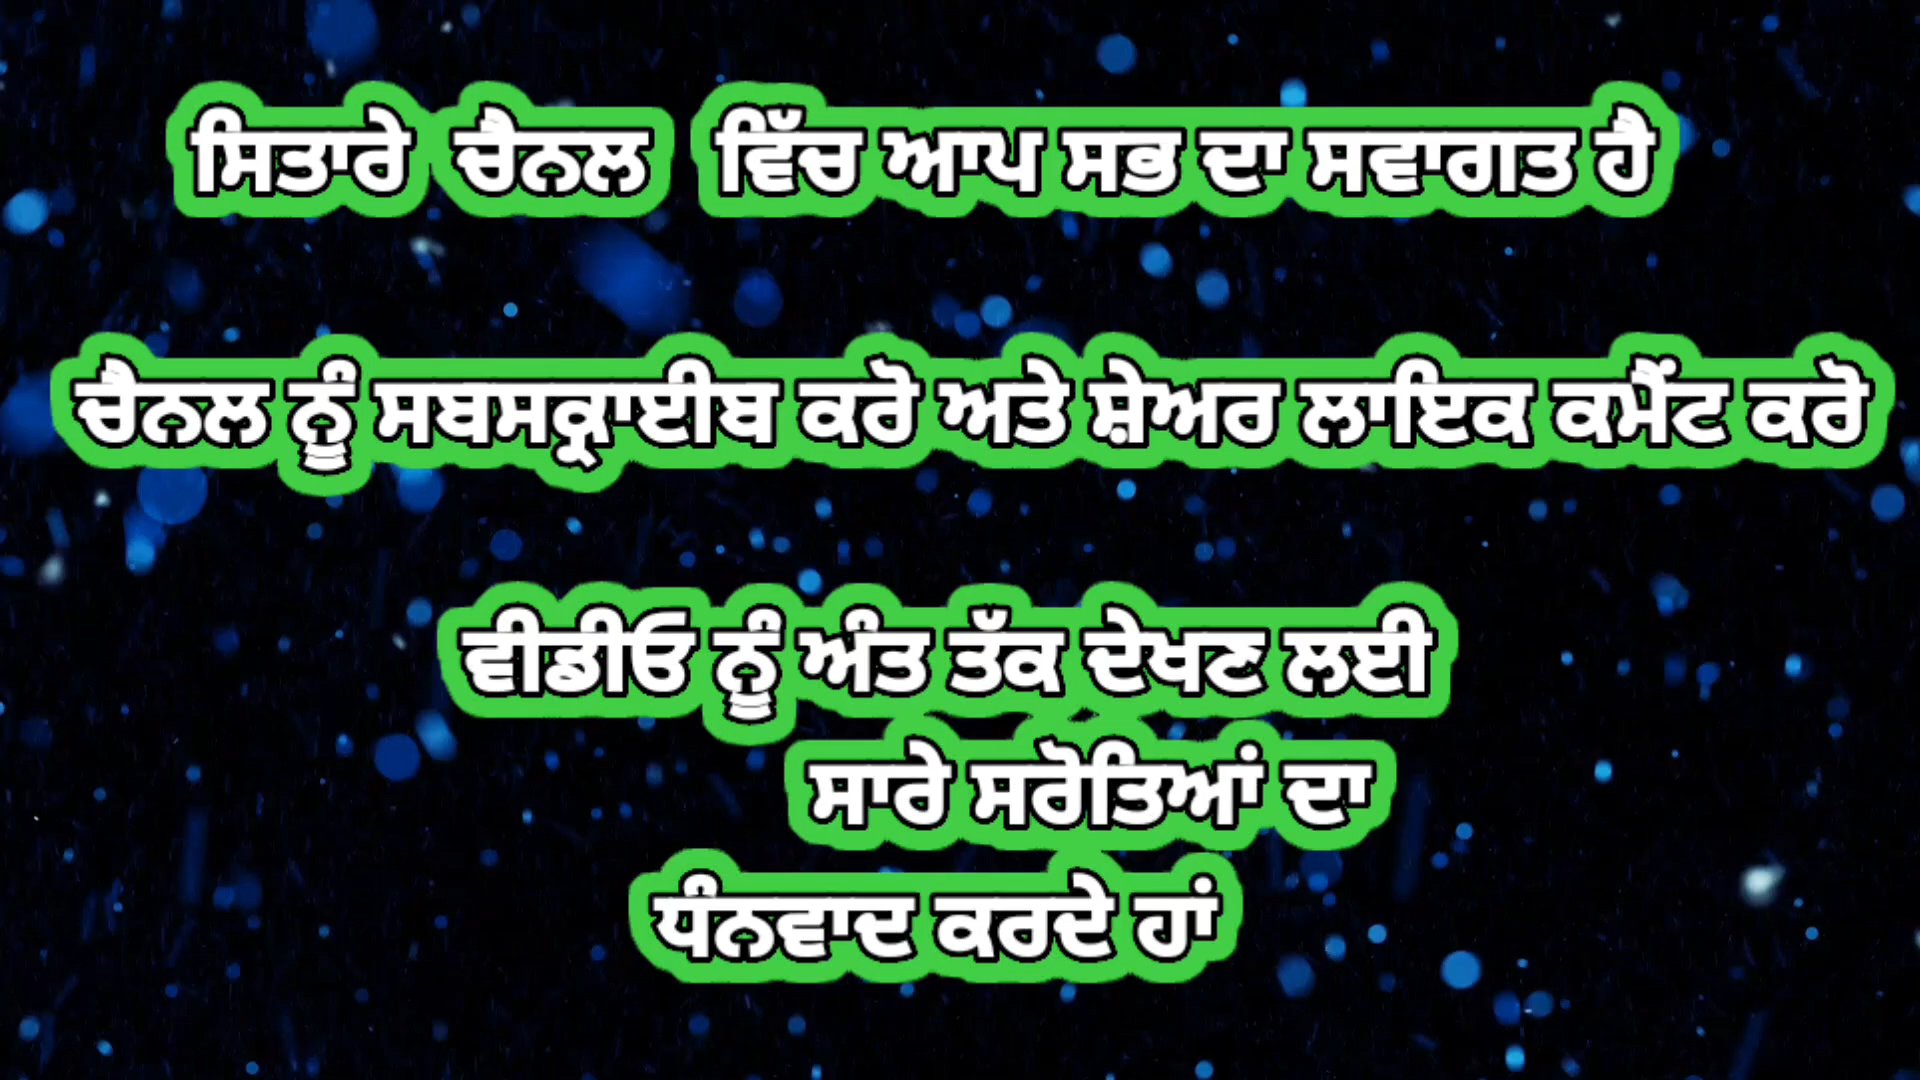 ਸਿਤਾਰੇ ਚੈਨਲ ਵਿੱਚ ਆਪ ਸਭ ਦਾ ਸਵਾਗਤ ਹੈ
ਚੈਨਲ ਨੂੰ ਸਬਸਕ੍ਰਾਈਬ ਕਰੋ ਅਤੇ ਸ਼ੇਅਰ ਲਾਇਕ ਕਮੈਂਟ ਕਰੋ
ਵੀਡੀਓ ਨੂੰ ਅੰਤ ਤੱਕ ਦੇਖਣ ਲਈ
ਸਾਰੇ ਸਰੋਤਿਆਂ ਦਾ
ਧੰਨਵਾਦ ਕਰਦੇ ਹਾਂ